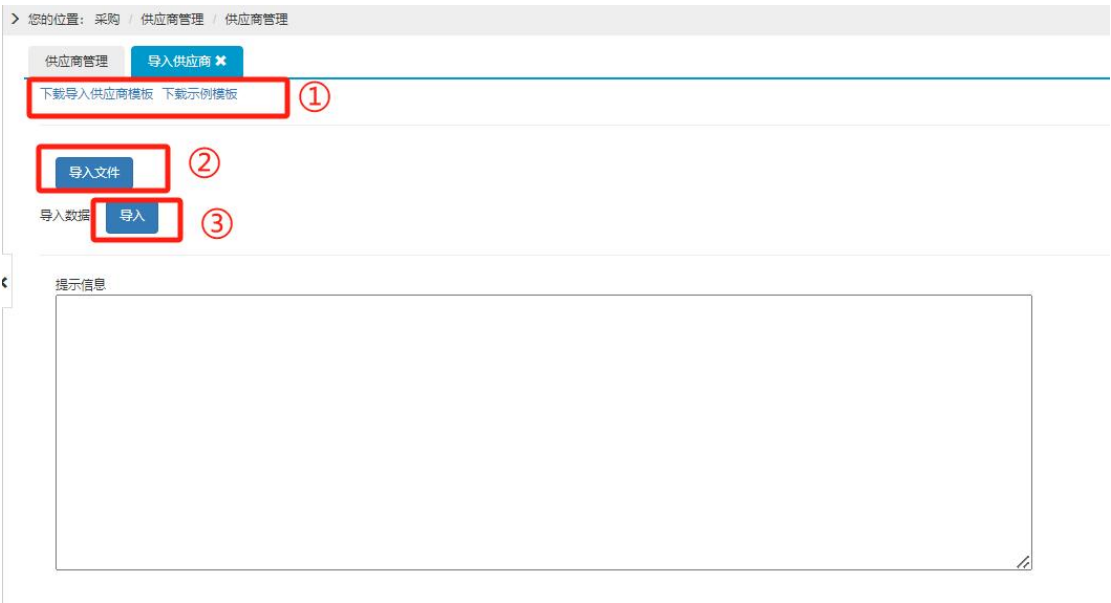 您的位置： 采购 / 供应商管理 / 供应商管理
供应商管理 导入供应商 ✖
下载导入供应商模板 下载示例模板 ①
导入文件 ②
导入数据 导入 ③
提示信息